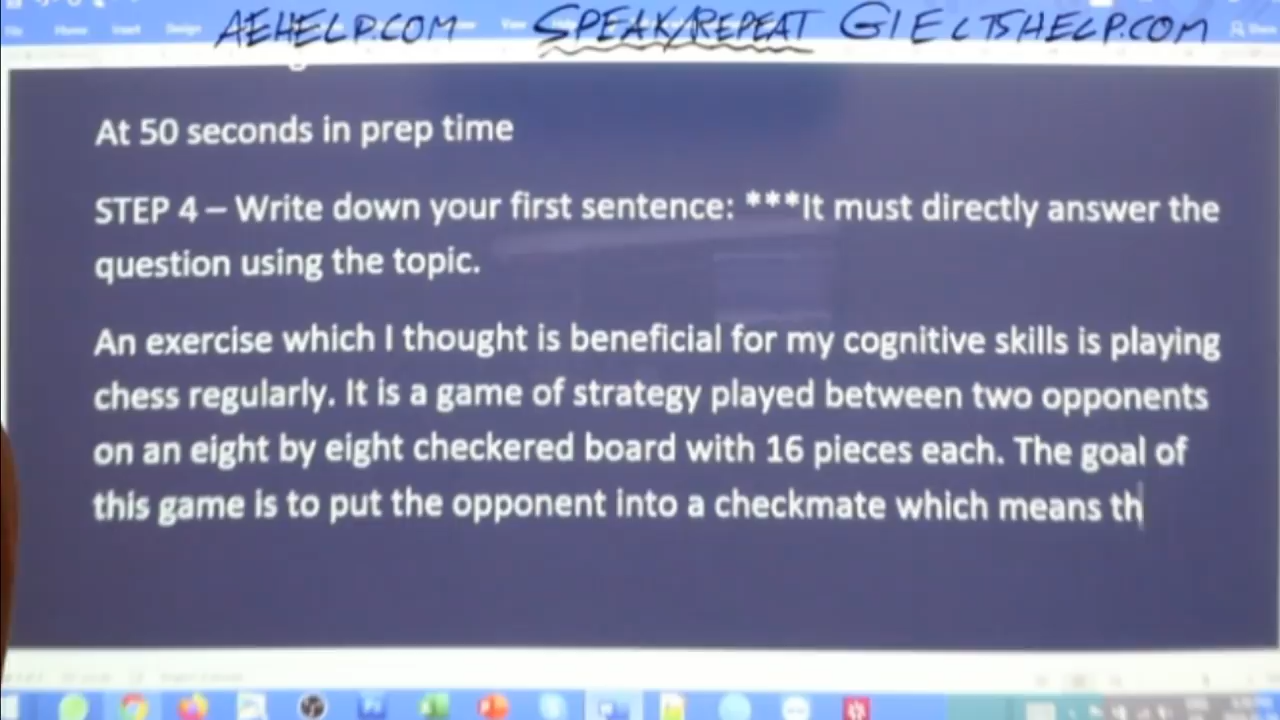 AEHELP.COM SPEAK/REPEAT GIELTSHELP.COM
At 50 seconds in prep time
STEP 4 – Write down your first sentence: ***It must directly answer the
question using the topic.
An exercise which I thought is beneficial for my cognitive skills is playing
chess regularly. It is a game of strategy played between two opponents
on an eight by eight checkered board with 16 pieces each. The goal of
this game is to put the opponent into a checkmate which means th